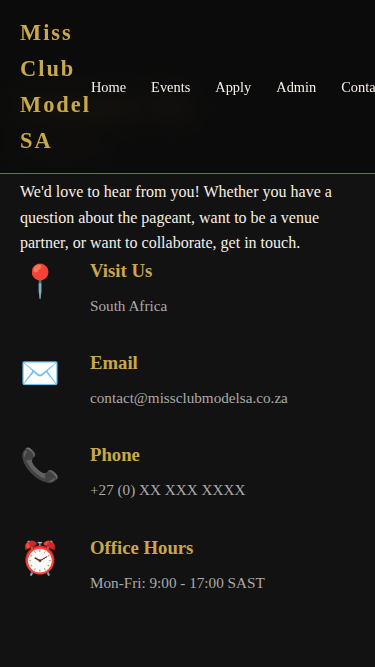 Miss
Club
Model
SA
Home Events Apply Admin
We'd love to hear from you! Whether you have a
question about the pageant, want to be a venue
partner, or want to collaborate, get in touch.
Visit Us
South Africa
Email
contact@missclubmodelsa.co.za
Phone
+27 (0) XX XXX XXXX
Office Hours
Mon-Fri: 9:00 - 17:00 SAST